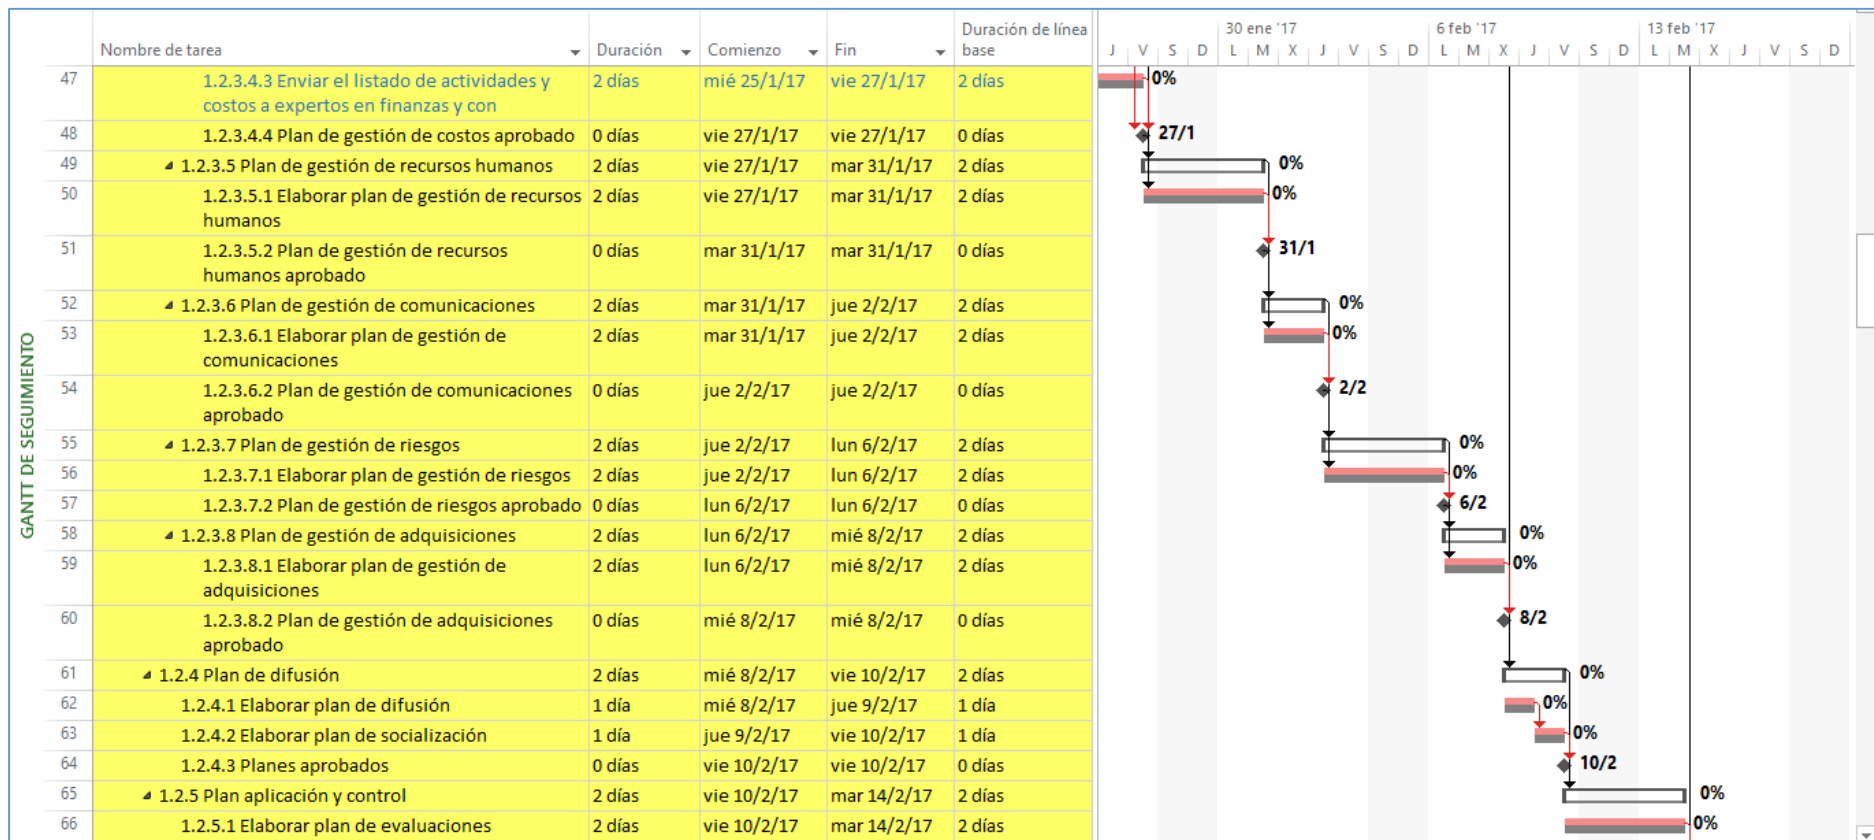 GANTT DE SEGUIMIENTO
Nombre de tarea Duración Comienzo Fin Duración de línea base
30 ene '17 6 feb '17 13 feb '17
J V S D L M X J V S D L M X J V S D L M X J V S D
47 1.2.3.4.3 Enviar el listado de actividades y 2 días mié 25/1/17 vie 27/1/17 2 días 0%
costos a expertos en finanzas y con
48 1.2.3.4.4 Plan de gestión de costos aprobado 0 días vie 27/1/17 vie 27/1/17 0 días 27/1
49 1.2.3.5 Plan de gestión de recursos humanos 2 días vie 27/1/17 mar 31/1/17 2 días 0%
50 1.2.3.5.1 Elaborar plan de gestión de recursos 2 días vie 27/1/17 mar 31/1/17 2 días 0%
humanos
51 1.2.3.5.2 Plan de gestión de recursos 0 días mar 31/1/17 mar 31/1/17 0 días 31/1
humanos aprobado
52 1.2.3.6 Plan de gestión de comunicaciones 2 días mar 31/1/17 jue 2/2/17 2 días 0%
53 1.2.3.6.1 Elaborar plan de gestión de 2 días mar 31/1/17 jue 2/2/17 2 días 0%
comunicaciones
54 1.2.3.6.2 Plan de gestión de comunicaciones 0 días jue 2/2/17 jue 2/2/17 0 días 2/2
aprobado
55 1.2.3.7 Plan de gestión de riesgos 2 días jue 2/2/17 lun 6/2/17 2 días 0%
56 1.2.3.7.1 Elaborar plan de gestión de riesgos 2 días jue 2/2/17 lun 6/2/17 2 días 0%
57 1.2.3.7.2 Plan de gestión de riesgos aprobado 0 días lun 6/2/17 lun 6/2/17 0 días 6/2
58 1.2.3.8 Plan de gestión de adquisiciones 2 días lun 6/2/17 mié 8/2/17 2 días 0%
59 1.2.3.8.1 Elaborar plan de gestión de 2 días lun 6/2/17 mié 8/2/17 2 días 0%
adquisiciones
60 1.2.3.8.2 Plan de gestión de adquisiciones 0 días mié 8/2/17 mié 8/2/17 0 días 8/2
aprobado
61 1.2.4 Plan de difusión 2 días mié 8/2/17 vie 10/2/17 2 días 0%
62 1.2.4.1 Elaborar plan de difusión 1 día mié 8/2/17 jue 9/2/17 1 día 0%
63 1.2.4.2 Elaborar plan de socialización 1 día jue 9/2/17 vie 10/2/17 1 día 0%
64 1.2.4.3 Planes aprobados 0 días vie 10/2/17 vie 10/2/17 0 días 10/2
65 1.2.5 Plan aplicación y control 2 días vie 10/2/17 mar 14/2/17 2 días 0%
66 1.2.5.1 Elaborar plan de evaluaciones 2 días vie 10/2/17 mar 14/2/17 2 días 0%